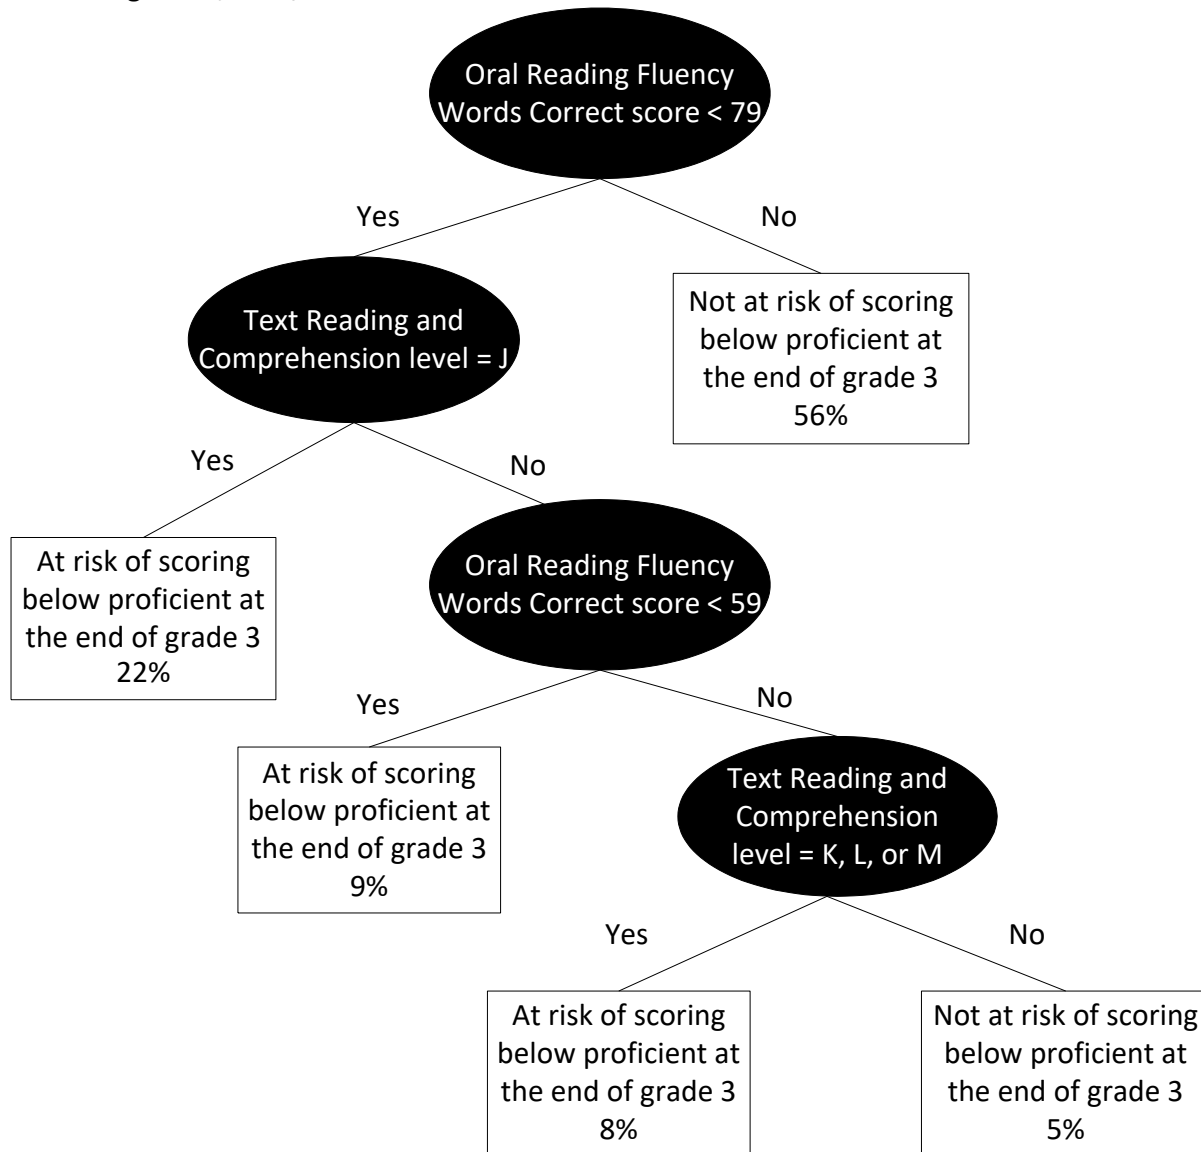 Oral Reading Fluency
Words Correct score < 79
Yes
No
Text Reading and
Comprehension level = J
Not at risk of scoring
below proficient at
the end of grade 3
56%
Yes
No
At risk of scoring
below proficient at
the end of grade 3
22%
Oral Reading Fluency
Words Correct score < 59
Yes
No
At risk of scoring
below proficient at
the end of grade 3
9%
Text Reading and
Comprehension
level = K, L, or M
Yes
No
At risk of scoring
below proficient at
the end of grade 3
8%
Not at risk of scoring
below proficient at
the end of grade 3
5%